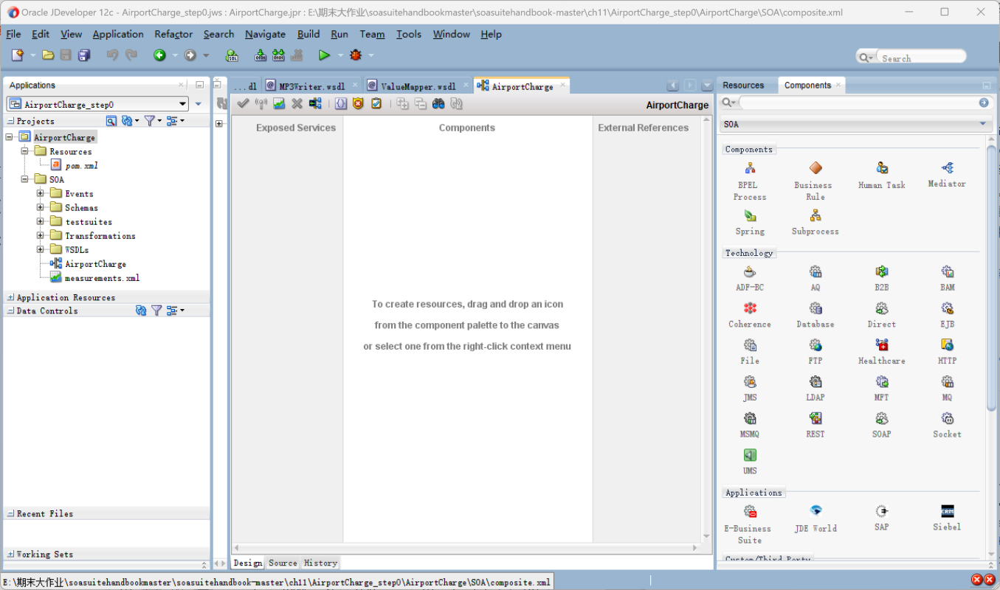 Oracle JDeveloper 12c - AirportCharge_step0.jws : AirportCharge.jpr : E:\期末大作业\soasuitehandbookmaster\soasuitehandbook-master\ch11\AirportCharge_step0\AirportCharge\SOA\composite.xml
File Edit View Application Refactor Search Navigate Build Run Team Tools Window Help
Search
Applications
AirportCharge_step0
Projects
AirportCharge
Resources
pom.xml
SOA
Events
Schemas
testsuites
Transformations
WSDLs
AirportCharge
measurements.xml
Application Resources
Data Controls
Recent Files
Working Sets
...dl MP3Writer.wsdl ValueMapper.wsdl AirportCharge
AirportCharge
Exposed Services Components External References
To create resources, drag and drop an icon
from the component palette to the canvas
or select one from the right-click context menu
Design Source History
Resources Components
SOA
Components
BPEL Process
Business Rule
Human Task
Mediator
Spring
Subprocess
Technology
ADF-BC AQ B2B BAM
Coherence Database Direct EJB
File FTP Healthcare HTTP
JMS LDAP MFT MQ
MSMQ REST SOAP Socket
UMS
Applications
E-Business Suite
JDE World
SAP
Siebel
Custom/Third Party
E:\期末大作业\soasuitehandbookmaster\soasuitehandbook-master\ch11\AirportCharge_step0\AirportCharge\SOA\composite.xml